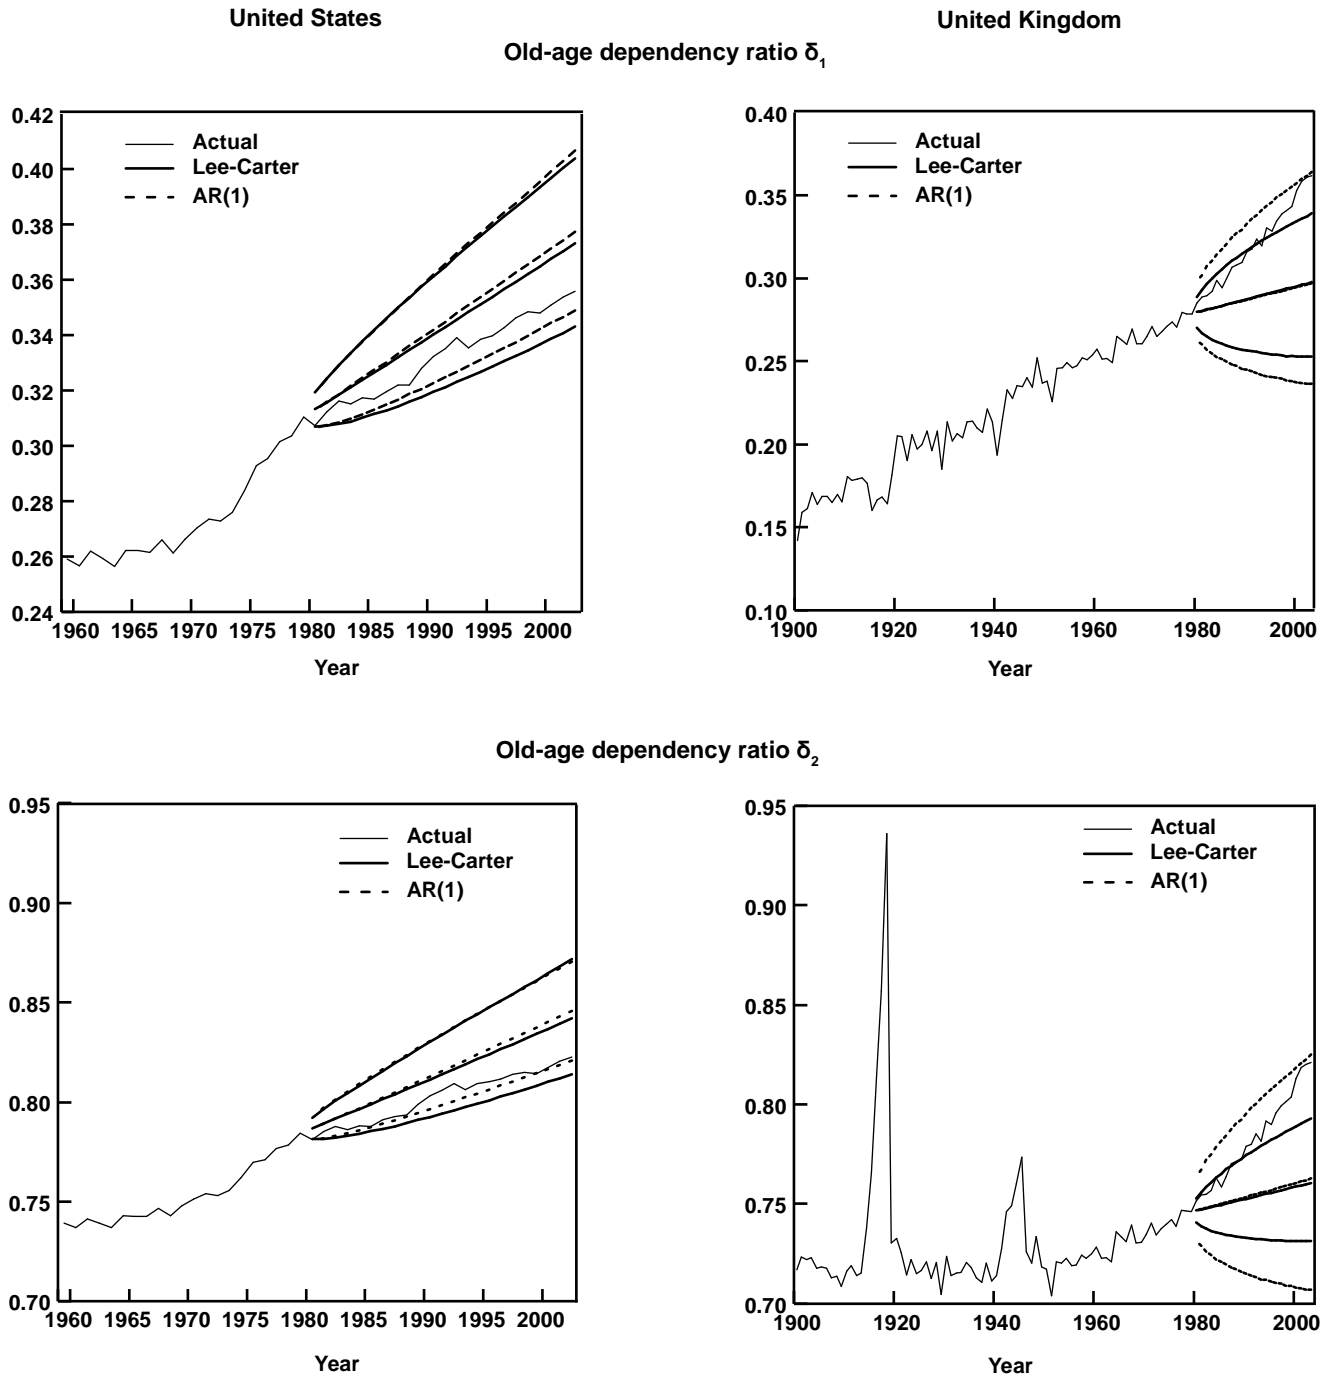 United States
United Kingdom
Old-age dependency ratio δ1
0.42
0.40
0.38
0.36
0.34
0.32
0.30
0.28
0.26
0.24
Actual
Lee-Carter
AR(1)
1960 1965 1970 1975 1980 1985 1990 1995 2000
Year
0.40
0.35
0.30
0.25
0.20
0.15
0.10
Actual
Lee-Carter
AR(1)
1900 1920 1940 1960 1980 2000
Year
Old-age dependency ratio δ2
0.95
0.90
0.85
0.80
0.75
0.70
Actual
Lee-Carter
AR(1)
1960 1965 1970 1975 1980 1985 1990 1995 2000
Year
0.95
0.90
0.85
0.80
0.75
0.70
Actual
Lee-Carter
AR(1)
1900 1920 1940 1960 1980 2000
Year